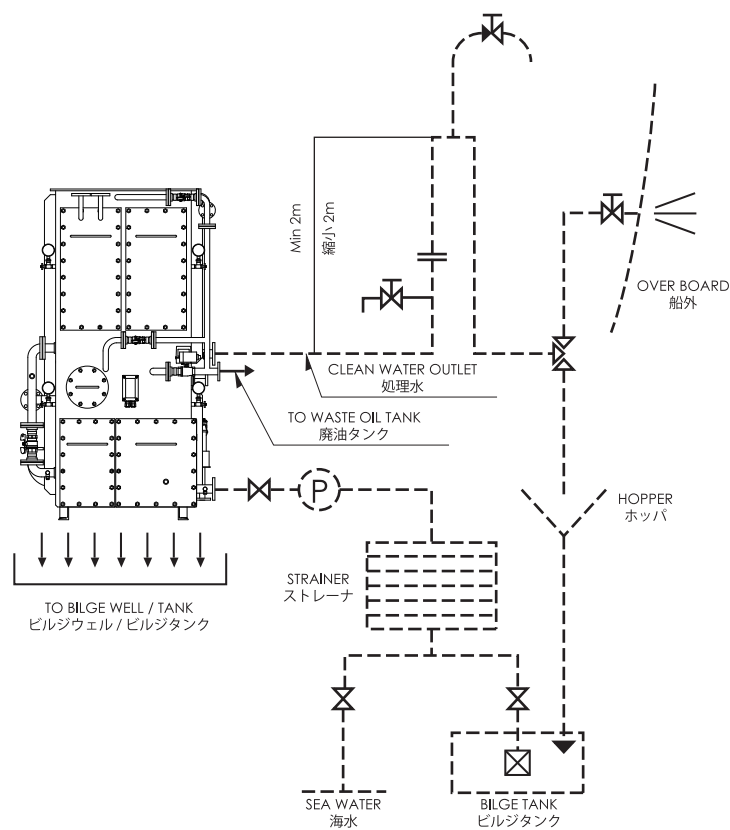 Min 2m
縮小 2m
OVER BOARD
船外
CLEAN WATER OUTLET
処理水
TO WASTE OIL TANK
廃油タンク
P
HOPPER
ホッパ
STRAINER
ストレーナ
TO BILGE WELL / TANK
ビルジウェル / ビルジタンク
SEA WATER
海水
BILGE TANK
ビルジタンク